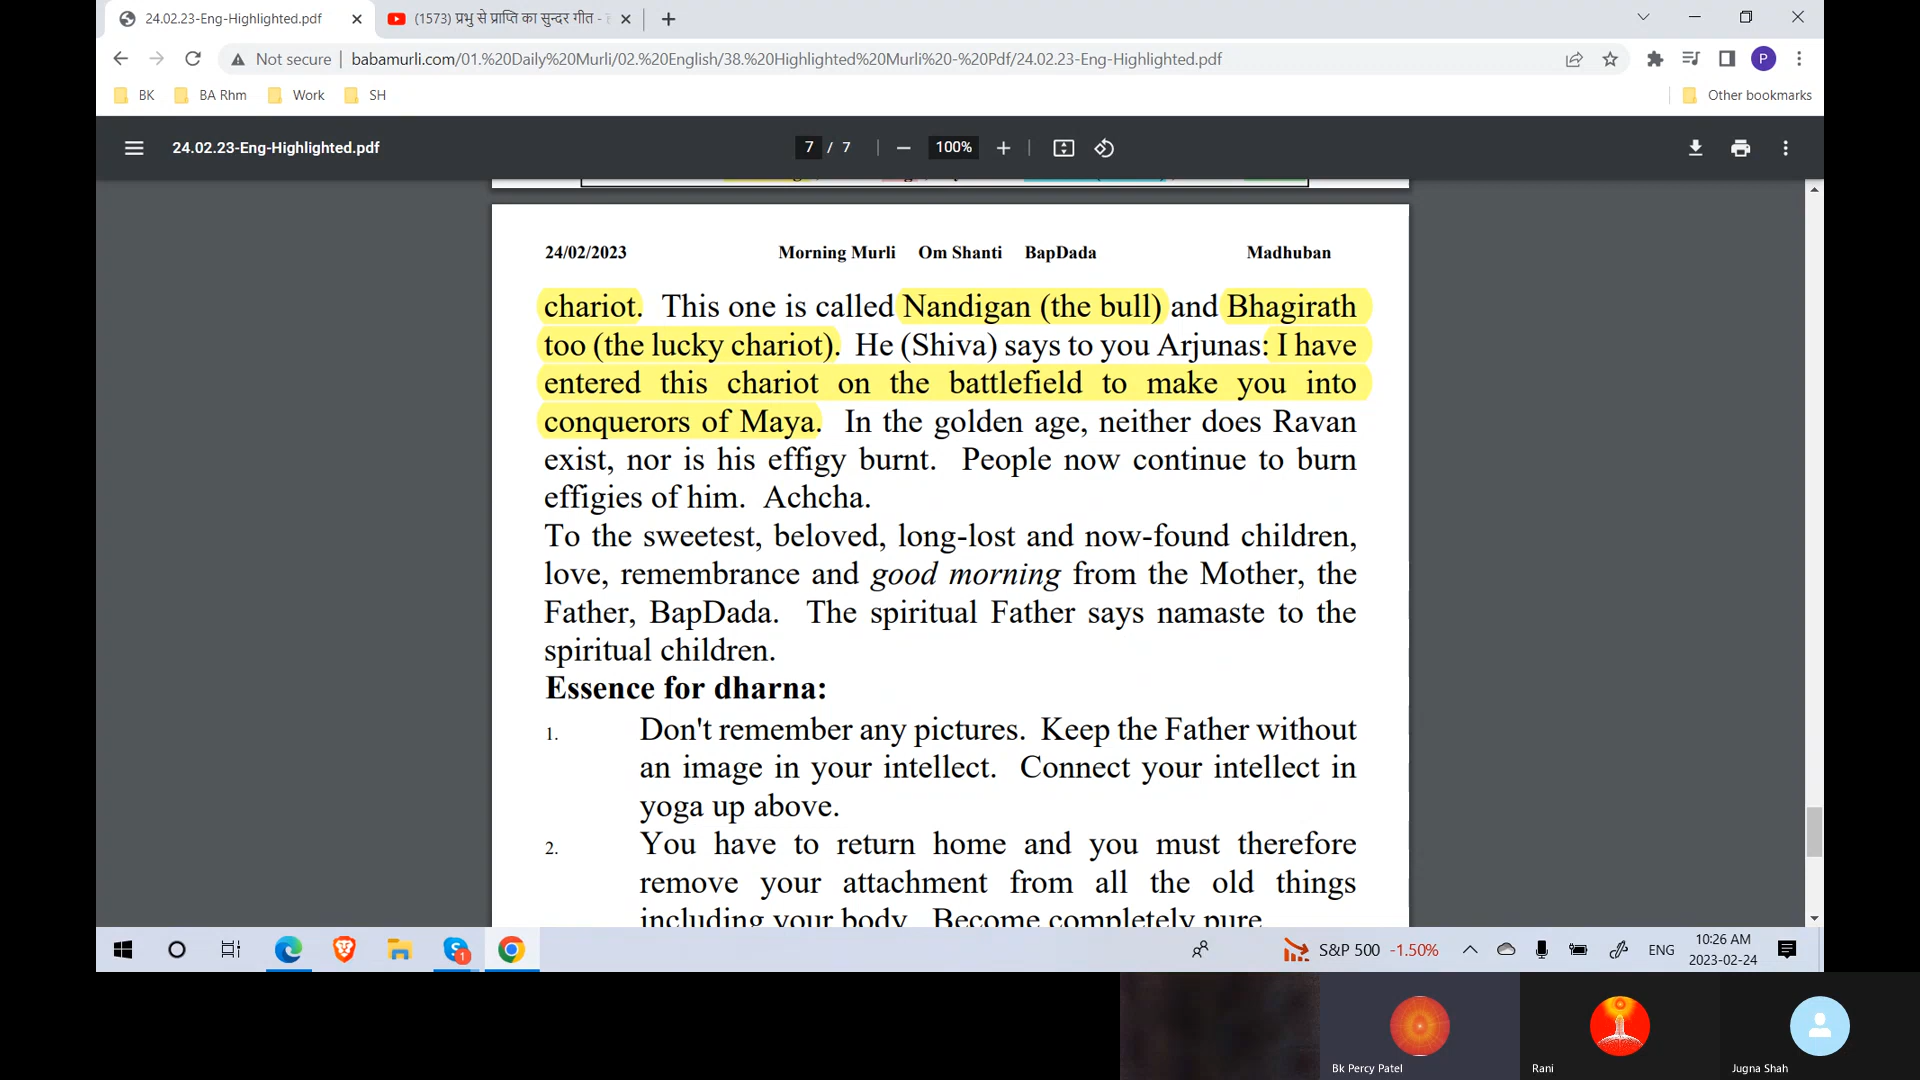 24.02.23-Eng-Highlighted.pdf
(1573) प्रभु से प्राप्ति का सुन्दर गीत -
Not secure | babamurli.com/01.%20Daily%20Murli/02.%20English/38.%20Highlighted%20Murli%20-%20Pdf/24.02.23-Eng-Highlighted.pdf
P
BK BA Rhm Work SH Other bookmarks
24.02.23-Eng-Highlighted.pdf 7 / 7 100%
24/02/2023 Morning Murli Om Shanti BapDada Madhuban
chariot. This one is called Nandigan (the bull) and Bhagirath
too (the lucky chariot). He (Shiva) says to you Arjunas: I have
entered this chariot on the battlefield to make you into
conquerors of Maya. In the golden age, neither does Ravan
exist, nor is his effigy burnt. People now continue to burn
effigies of him. Achcha.
To the sweetest, beloved, long-lost and now-found children,
love, remembrance and good morning from the Mother, the
Father, BapDada. The spiritual Father says namaste to the
spiritual children.
Essence for dharna:
1. Don't remember any pictures. Keep the Father without
an image in your intellect. Connect your intellect in
yoga up above.
2. You have to return home and you must therefore
remove your attachment from all the old things
including your body. Become completely pure.
1
S&P 500 -1.50% ENG 10:26 AM
2023-02-24
Bk Percy Patel Rani Jugna Shah